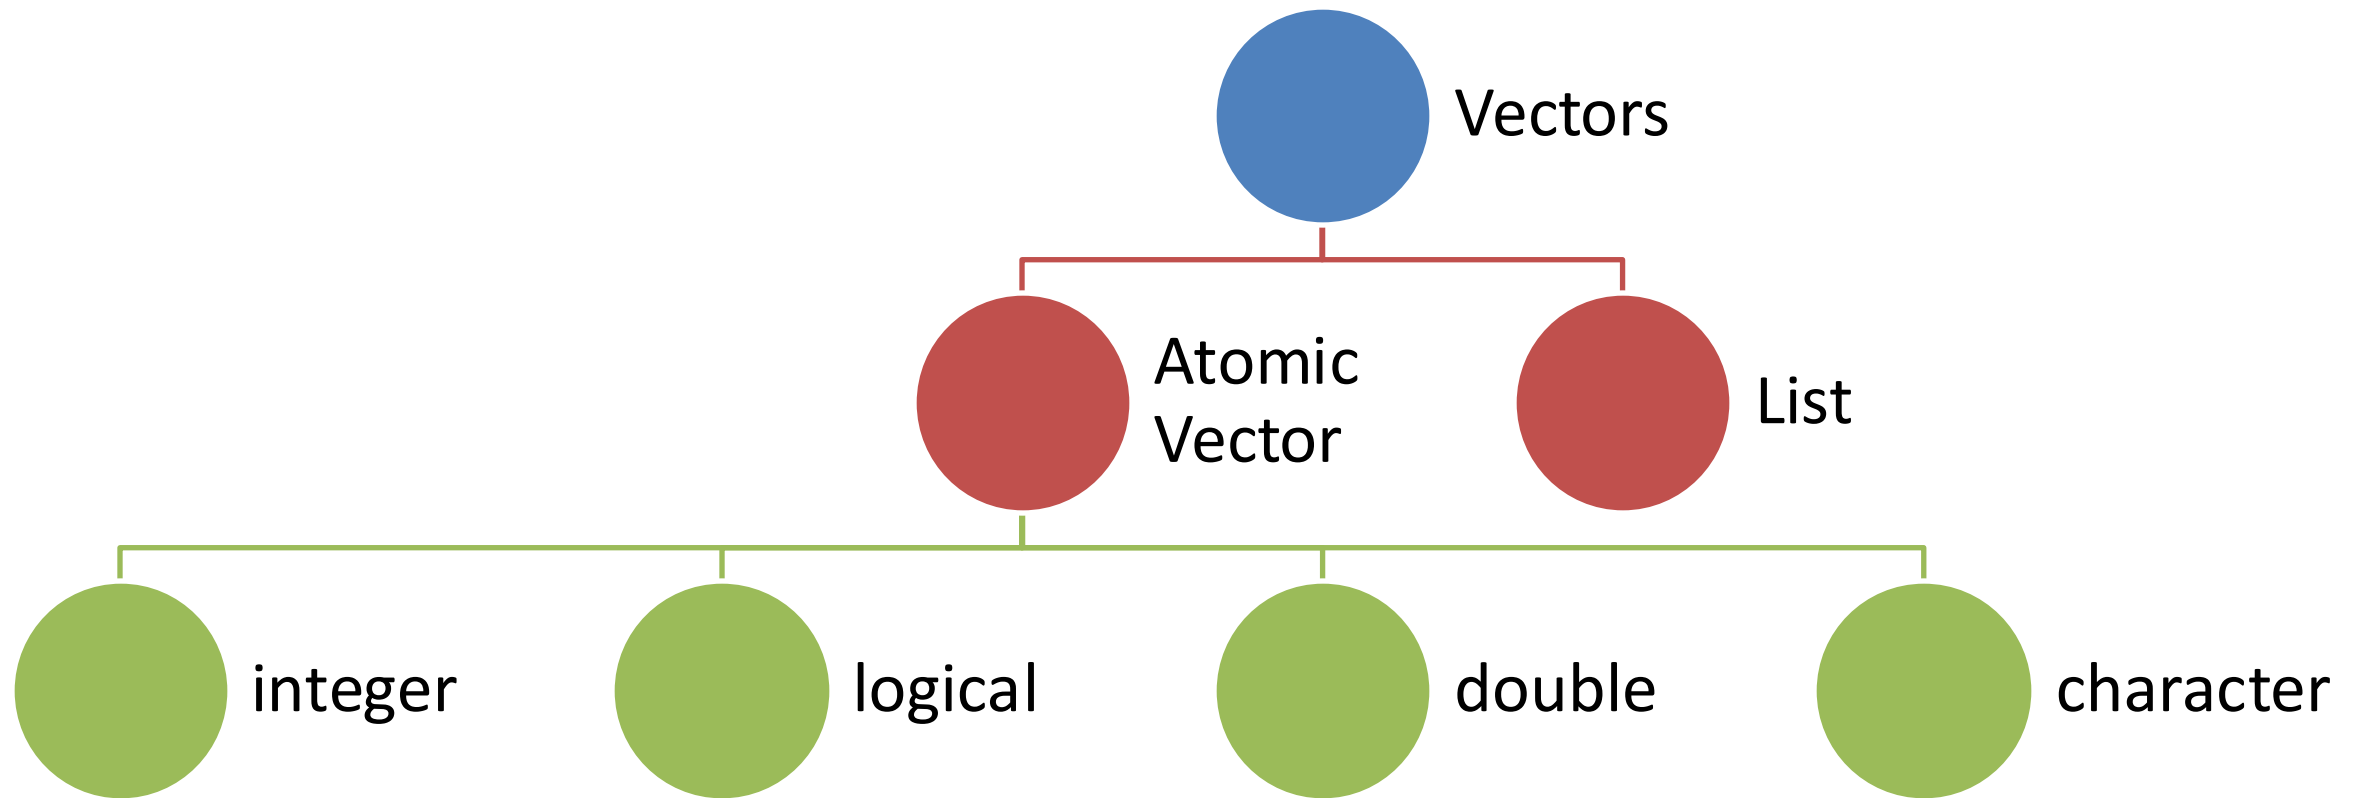 Vectors
Atomic
Vector
List
integer
logical
double
character